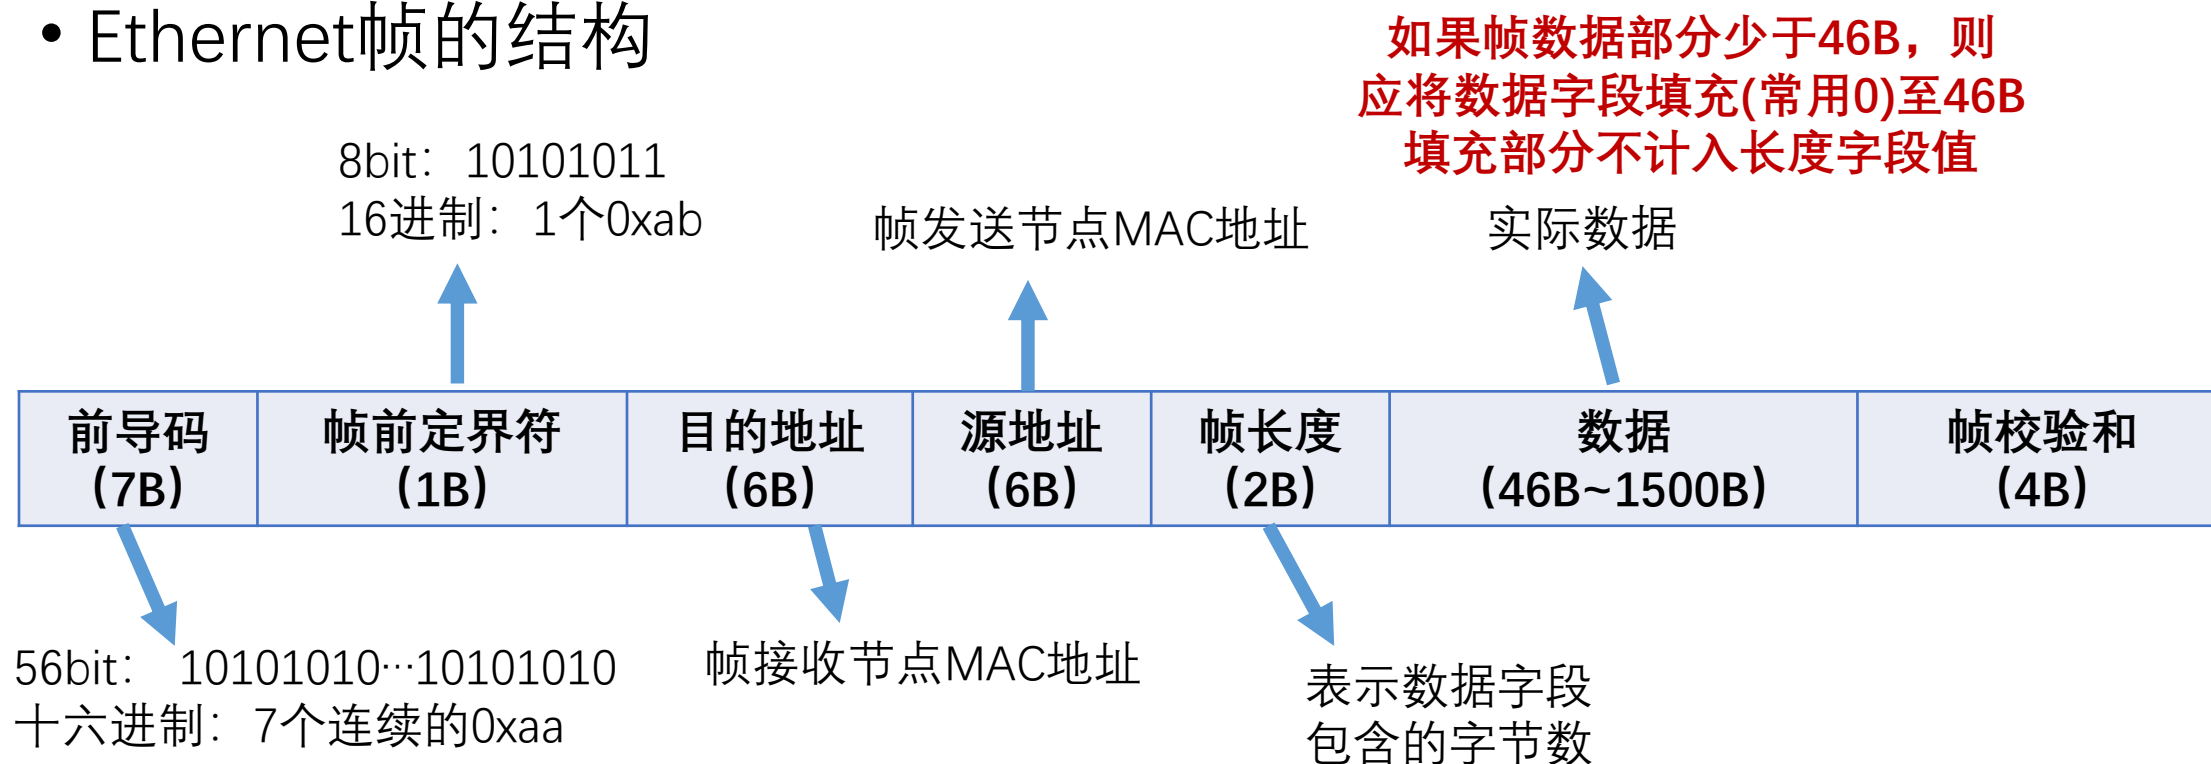 • Ethernet帧的结构
如果帧数据部分少于46B，则
应将数据字段填充(常用0)至46B
填充部分不计入长度字段值
8bit：10101011
16进制：1个0xab
帧发送节点MAC地址
实际数据
前导码
(7B)
帧前定界符
(1B)
目的地址
(6B)
源地址
(6B)
帧长度
(2B)
数据
(46B~1500B)
帧校验和
(4B)
56bit： 10101010···10101010
十六进制：7个连续的0xaa
帧接收节点MAC地址
表示数据字段
包含的字节数